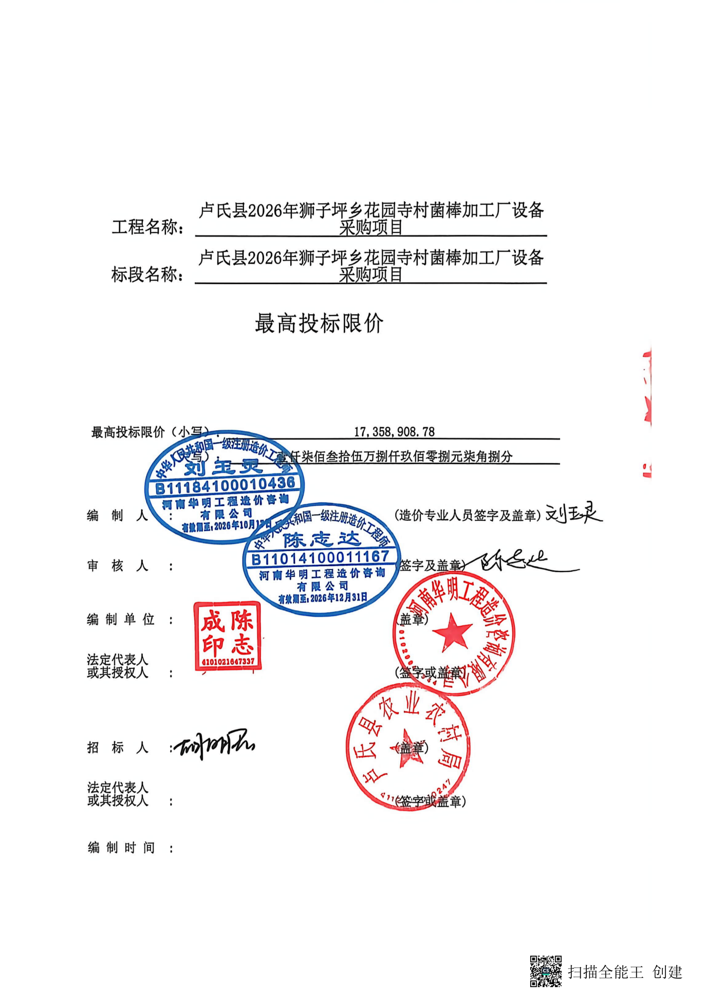 工程名称：
卢氏县2026年狮子坪乡花园寺村菌棒加工厂设备
采购项目
标段名称：
卢氏县2026年狮子坪乡花园寺村菌棒加工厂设备
采购项目
最高投标限价
最高投标限价（小写）：
17,358,908.78
写）：
壹仟柒佰叁拾伍万捌仟玖佰零捌元柒角捌分
中华人民共和国一级注册造价工程师
刘玉灵
B11184100010436
河南华明工程造价咨询
有限公司
有效期至：2026年10月17日
编制人：
（造价专业人员签字及盖章）
刘玉灵
中华人民共和国一级注册造价工程师
陈志达
B11014100011167
河南华明工程造价咨询
有限公司
有效期至：2026年12月31日
审核人：
（签字及盖章）
陈志达
编制单位：
（盖章）
河南华明工程造价咨询有限公司
陈志成印
4101021647337
法定代表人
或其授权人：
（签字或盖章）
招标人：
（盖章）
卢氏县农业农村局
法定代表人
或其授权人：
（签字或盖章）
编制时间：
CS
扫描全能王 创建